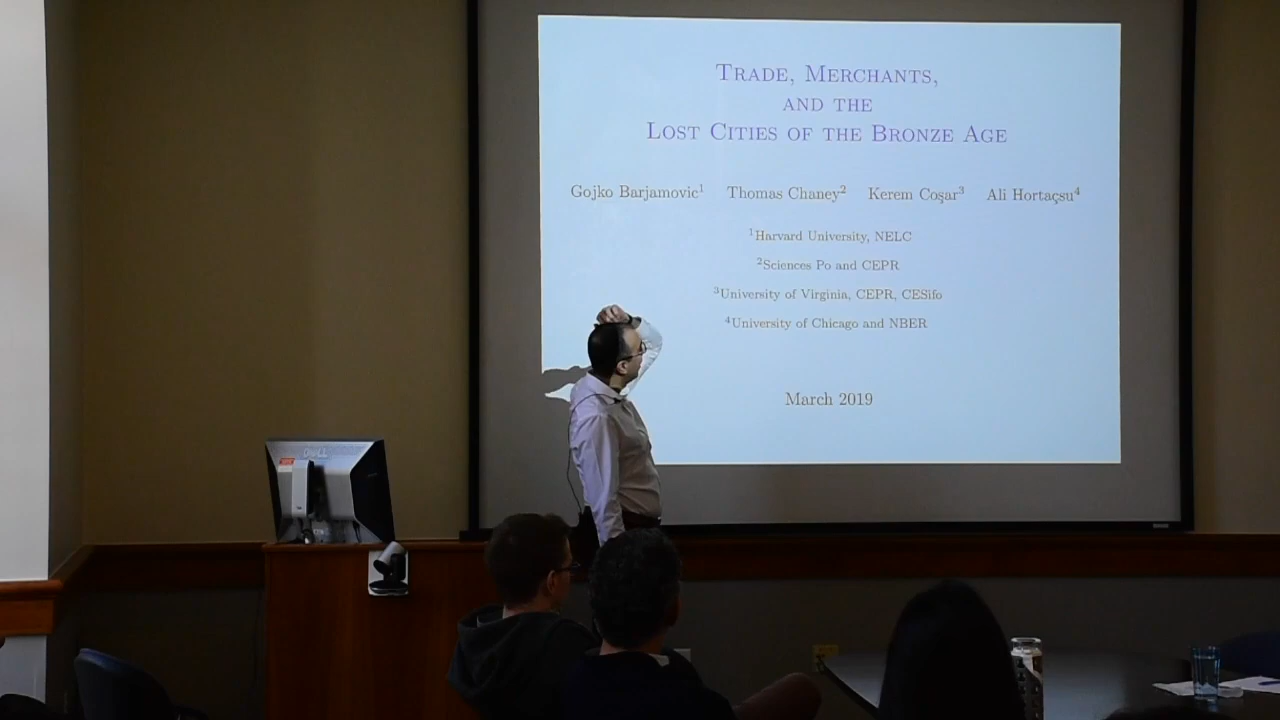 TRADE, MERCHANTS,
AND THE
LOST CITIES OF THE BRONZE AGE
Gojko Barjamovic¹ Thomas Chaney² Kerem Coşar³ Ali Hortaçsu⁴
¹Harvard University, NELC
²Sciences Po and CEPR
³University of Virginia, CEPR, CESifo
⁴University of Chicago and NBER
March 2019
DELL